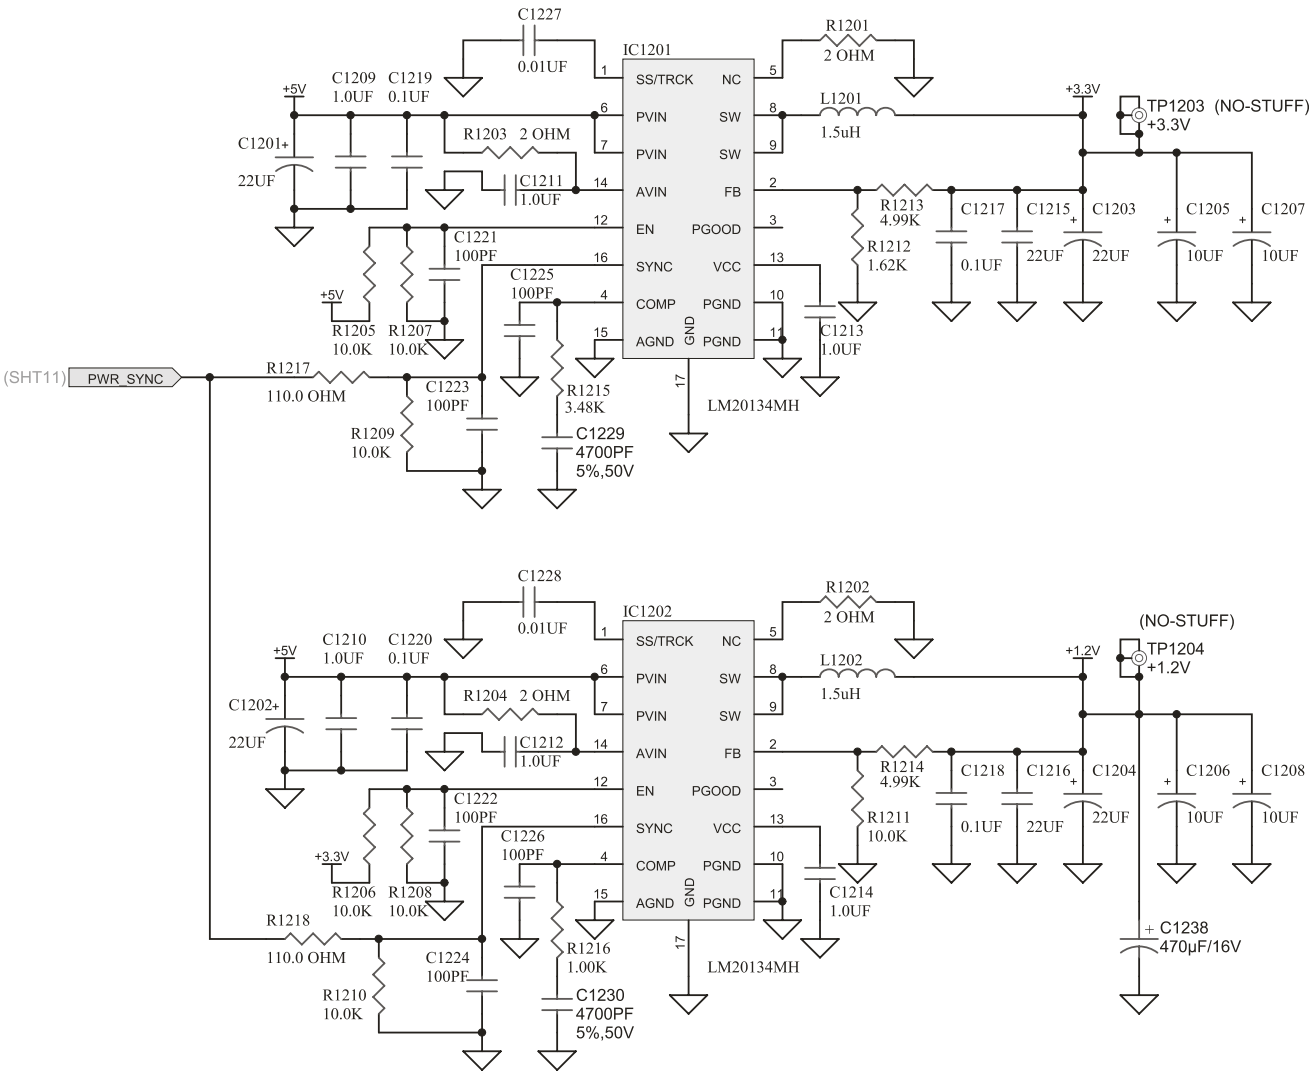 C1227
0.01UF
R1201
2 OHM
IC1201
1 SS/TRCK NC 5
+5V
C1209 C1219
1.0UF 0.1UF
C1201+
22UF
6 PVIN SW 8
7 PVIN SW 9
R1203 2 OHM
C1211
1.0UF
14 AVIN FB 2
12 EN PGOOD 3
16 SYNC VCC 13
4 COMP PGND 10
15 AGND GND PGND 11
17
LM20134MH
L1201
1.5uH
+3.3V
TP1203 (NO-STUFF)
+3.3V
R1213
4.99K
R1212
1.62K
C1217
0.1UF
C1215
22UF
C1203
+
22UF
C1205
+
10UF
C1207
+
10UF
C1213
1.0UF
C1221
100PF
+5V
R1205
10.0K
R1207
10.0K
C1225
100PF
R1215
3.48K
C1229
4700PF
5%,50V
(SHT11) PWR_SYNC
R1217
110.0 OHM
C1223
100PF
R1209
10.0K
C1228
0.01UF
R1202
2 OHM
IC1202
1 SS/TRCK NC 5
+5V
C1210 C1220
1.0UF 0.1UF
C1202+
22UF
6 PVIN SW 8
7 PVIN SW 9
R1204 2 OHM
C1212
1.0UF
14 AVIN FB 2
12 EN PGOOD 3
16 SYNC VCC 13
4 COMP PGND 10
15 AGND GND PGND 11
17
LM20134MH
L1202
1.5uH
+1.2V
(NO-STUFF)
TP1204
+1.2V
R1214
4.99K
R1211
10.0K
C1218
0.1UF
C1216
22UF
C1204
+
22UF
C1206
+
10UF
C1208
+
10UF
C1214
1.0UF
+ C1238
470µF/16V
C1222
100PF
+3.3V
R1206
10.0K
R1208
10.0K
C1226
100PF
R1216
1.00K
C1230
4700PF
5%,50V
R1218
110.0 OHM
C1224
100PF
R1210
10.0K